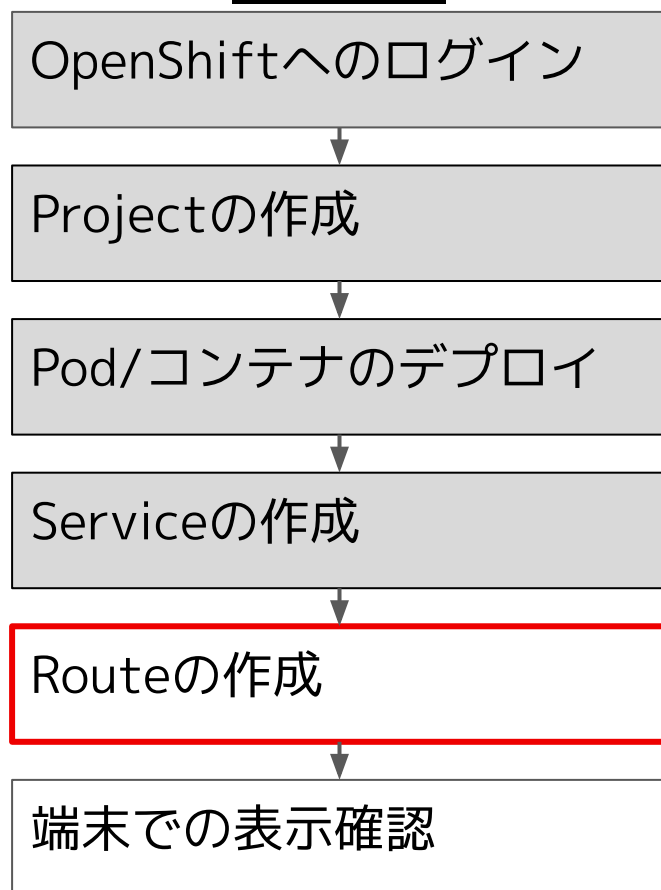 OpenShiftへのログイン
Projectの作成
Pod/コンテナのデプロイ
Serviceの作成
Routeの作成
端末での表示確認